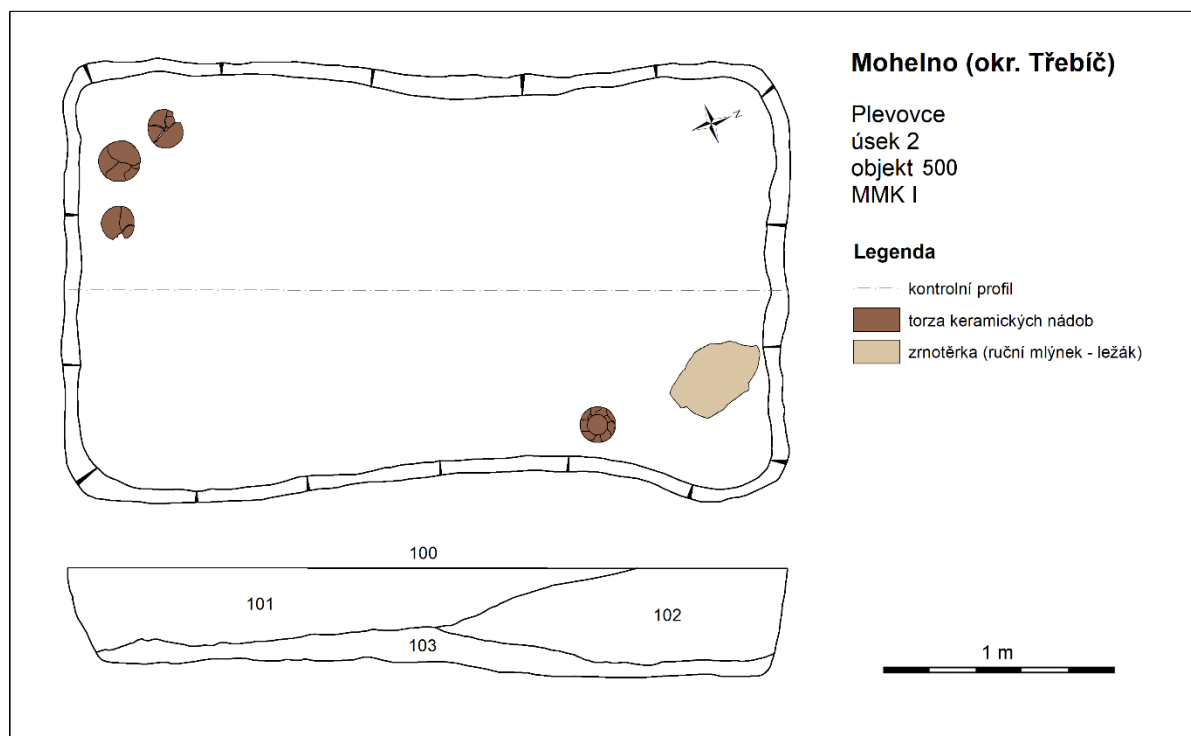 Mohelno (okr. Třebíč)
Plevovce
úsek 2
objekt 500
MMK I
N
Legenda
kontrolní profil
torza keramických nádob
zrnotěrka (ruční mlýnek - ležák)
100
101
102
103
1 m